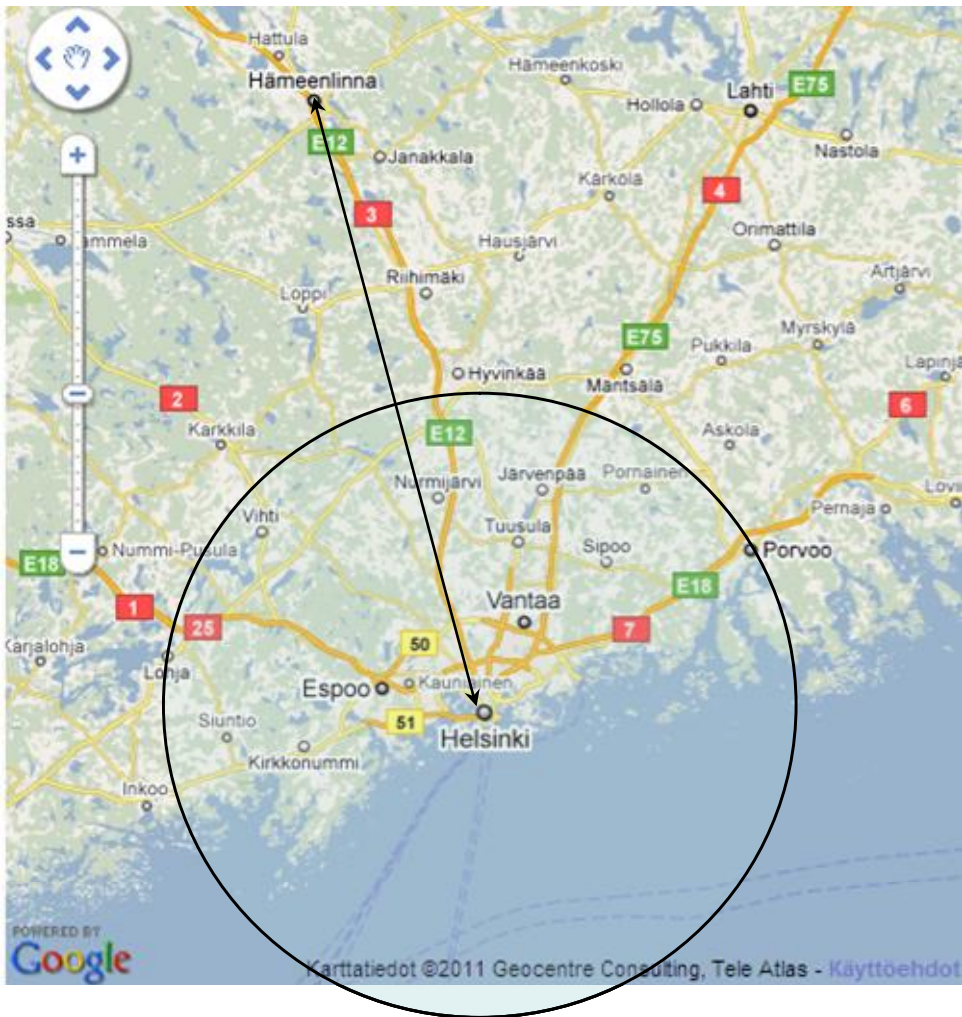 Hattula
Hämeenlinna
Hämeenkoski
Hollola
Lahti
E75
Nastola
E12
Janakkala
Kärkölä
4
3
ssa
ammela
Hausjärvi
Orimattila
Riihimäki
Artjärvi
Loppi
E75
Pukkila
Myrskylä
Hyvinkää
Mäntsälä
Lapinjä
2
6
Karkkila
E12
Askola
Nurmijärvi
Järvenpää
Pornainen
Lovii
Pernaja
Vihti
Tuusula
Sipoo
Porvoo
Nummi-Pusula
E18
E18
Vantaa
1
25
7
50
Karjalohja
Lohja
Espoo
Kauniainen
Siuntio
51
Helsinki
Kirkkonummi
Inkoo
POWERED BY
Google
Karttatiedot ©2011 Geocentre Consulting, Tele Atlas - Käyttöehdot